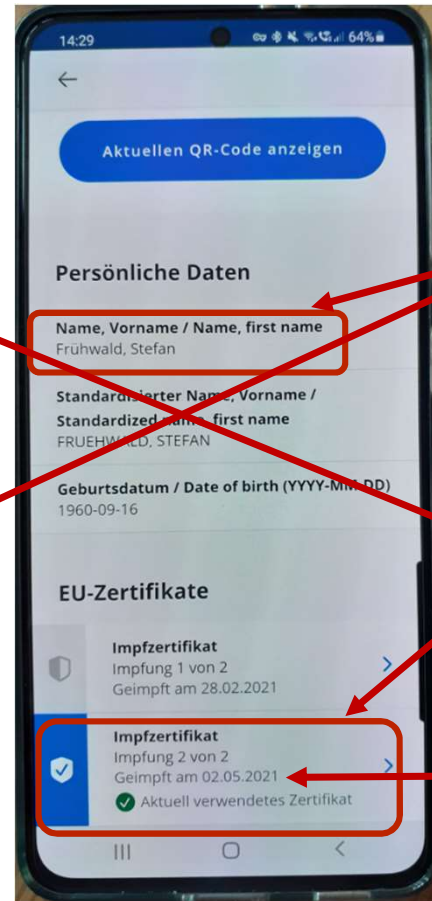 14:29
64%
Aktuellen QR-Code anzeigen
Persönliche Daten
Name, Vorname / Name, first name
Frühwald, Stefan
Standardisierter Name, Vorname /
Standardized name, first name
FRUEHWALD, STEFAN
Geburtsdatum / Date of birth (YYYY-MM-DD)
1960-09-16
EU-Zertifikate
Impfzertifikat
Impfung 1 von 2
Geimpft am 28.02.2021
Impfzertifikat
Impfung 2 von 2
Geimpft am 02.05.2021
Aktuell verwendetes Zertifikat